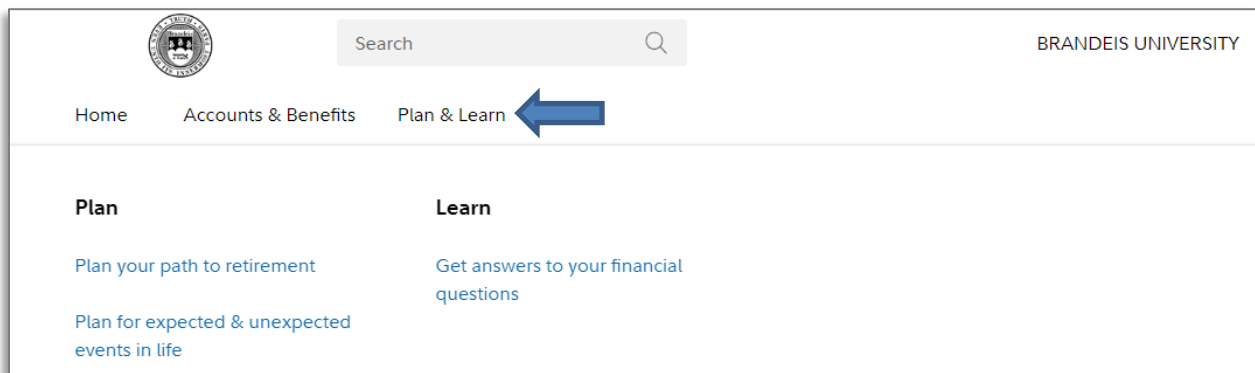 Search
BRANDEIS UNIVERSITY
Home Accounts & Benefits Plan & Learn
Plan
Plan your path to retirement
Plan for expected & unexpected
events in life
Learn
Get answers to your financial
questions